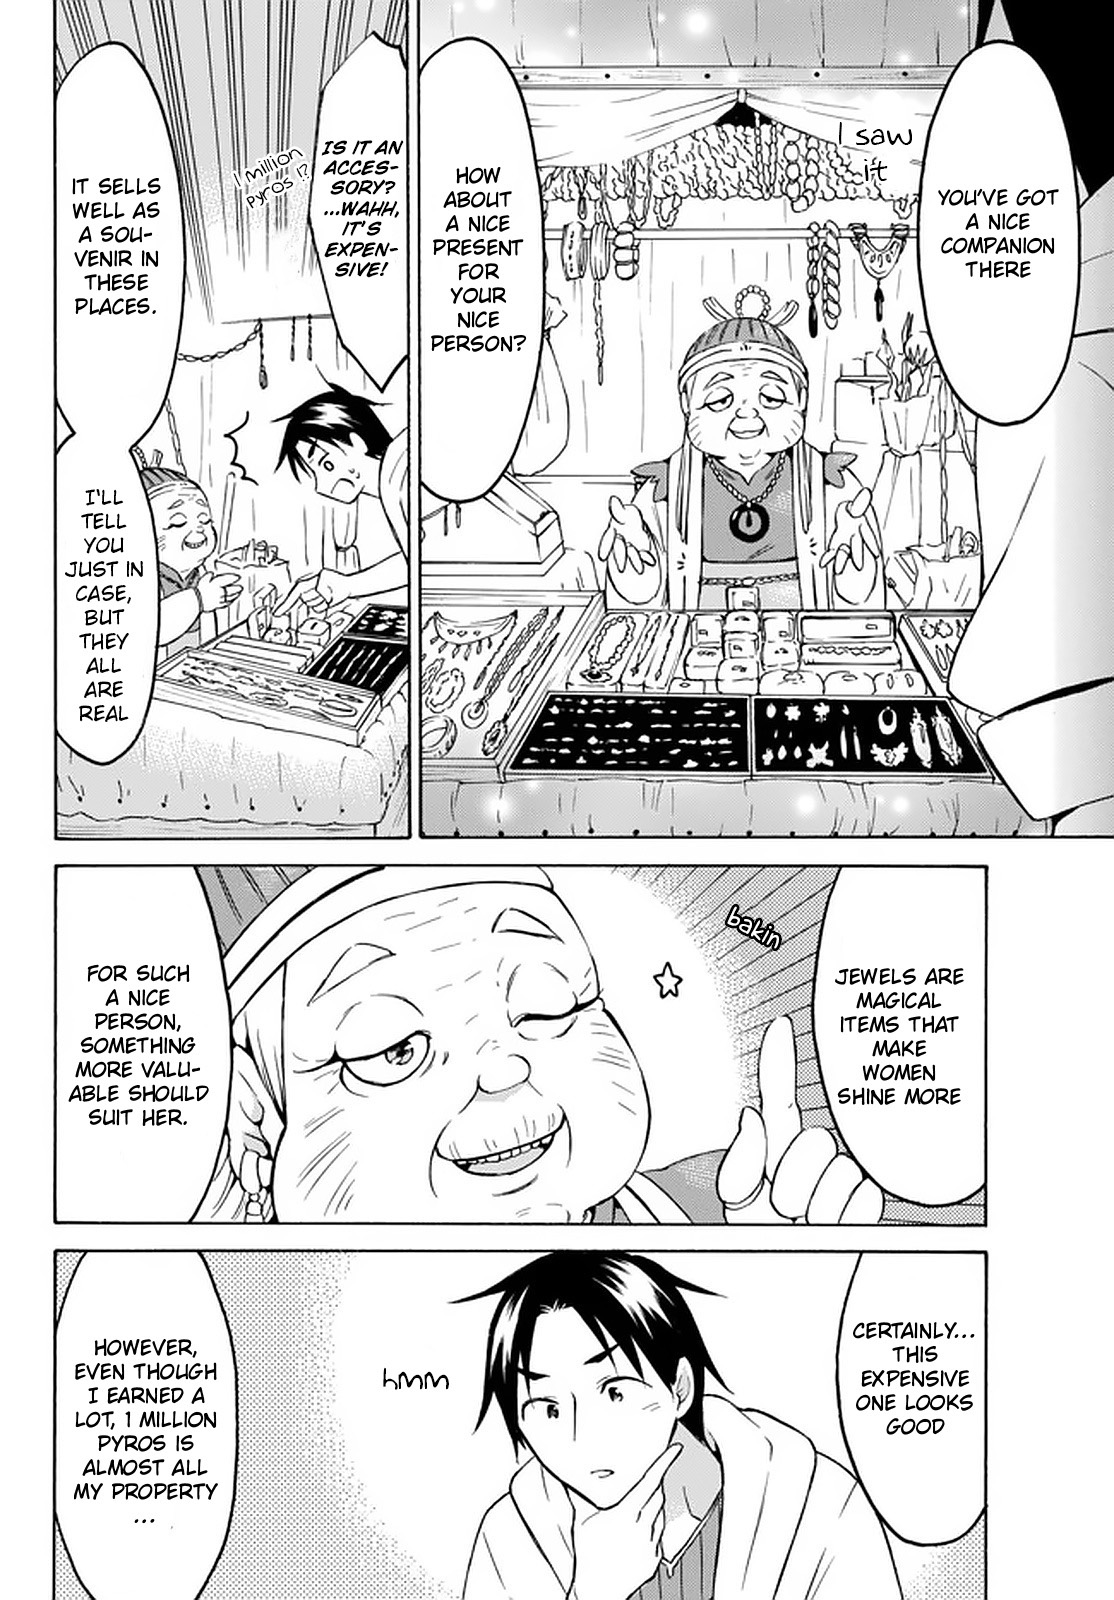 YOU'VE GOT
A NICE
COMPANION
THERE
I saw
it
HOW
ABOUT
A NICE
PRESENT
FOR
YOUR
NICE
PERSON?
IS IT AN
ACCES-
SORY?
...WAHH,
IT'S
EXPEN-
SIVE!
1 million
pyros !?
IT SELLS
WELL AS
A SOU-
VENIR IN
THESE
PLACES.
I'LL
TELL
YOU
JUST IN
CASE,
BUT
THEY
ALL
ARE
REAL
JEWELS ARE
MAGICAL
ITEMS THAT
MAKE
WOMEN
SHINE MORE
bakin
FOR SUCH
A NICE
PERSON,
SOMETHING
MORE VALU-
ABLE SHOULD
SUIT HER.
CERTAINLY...
THIS
EXPENSIVE
ONE LOOKS
GOOD
hmm
HOWEVER,
EVEN THOUGH
I EARNED A
LOT, 1 MILLION
PYROS IS
ALMOST ALL
MY PROPERTY
...